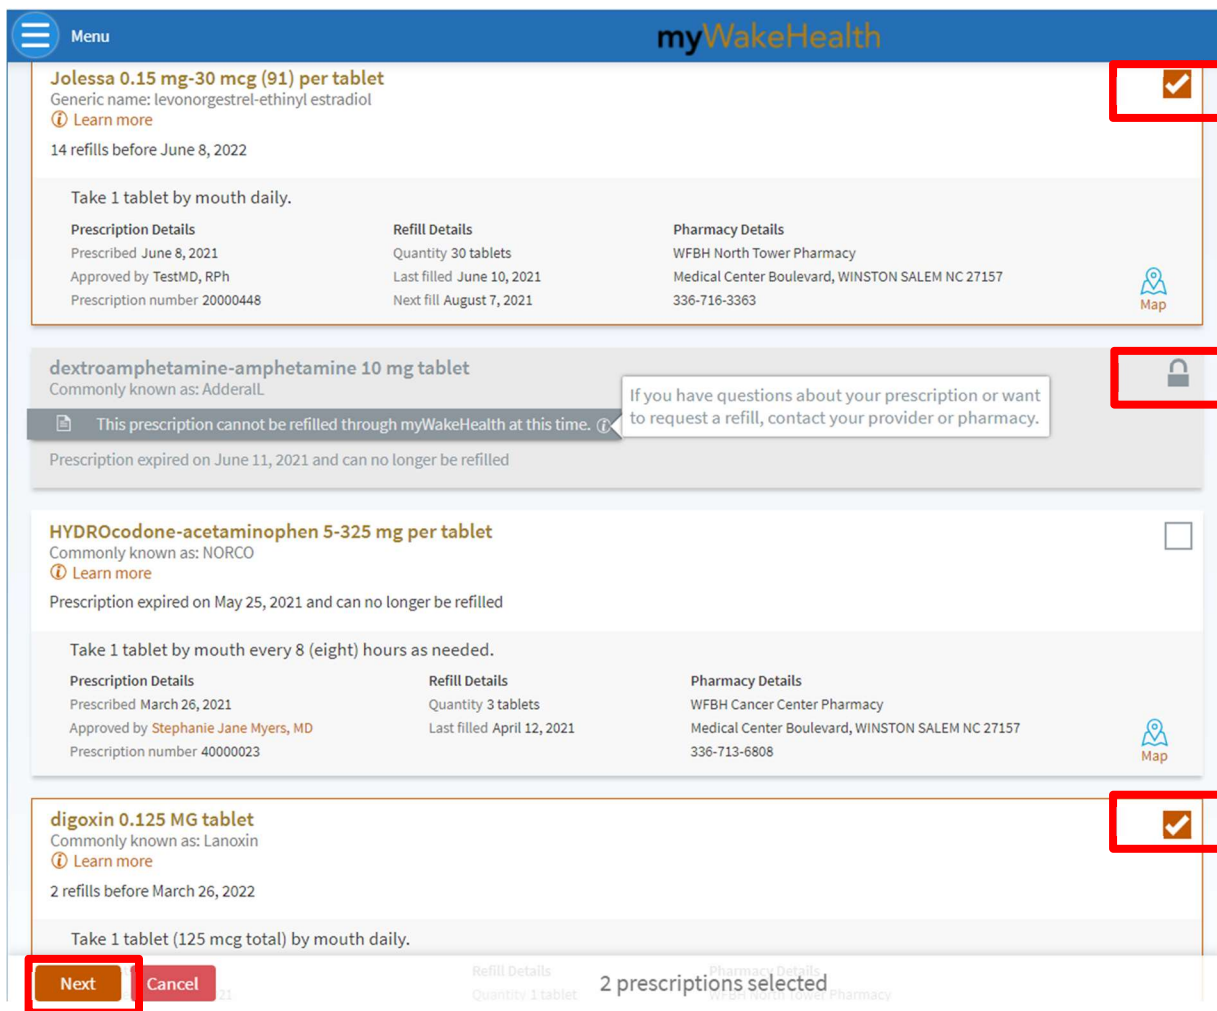 Menu
myWakeHealth
Jolessa 0.15 mg-30 mcg (91) per tablet
Generic name: levonorgestrel-ethinyl estradiol
Learn more
14 refills before June 8, 2022
Take 1 tablet by mouth daily.
Prescription Details
Prescribed June 8, 2021
Approved by TestMD, RPh
Prescription number 20000448
Refill Details
Quantity 30 tablets
Last filled June 10, 2021
Next fill August 7, 2021
Pharmacy Details
WFBH North Tower Pharmacy
Medical Center Boulevard, WINSTON SALEM NC 27157
336-716-3363
Map
dextroamphetamine-amphetamine 10 mg tablet
Commonly known as: AdderalL
This prescription cannot be refilled through myWakeHealth at this time.
If you have questions about your prescription or want
to request a refill, contact your provider or pharmacy.
Prescription expired on June 11, 2021 and can no longer be refilled
HYDROcodone-acetaminophen 5-325 mg per tablet
Commonly known as: NORCO
Learn more
Prescription expired on May 25, 2021 and can no longer be refilled
Take 1 tablet by mouth every 8 (eight) hours as needed.
Prescription Details
Prescribed March 26, 2021
Approved by Stephanie Jane Myers, MD
Prescription number 40000023
Refill Details
Quantity 3 tablets
Last filled April 12, 2021
Pharmacy Details
WFBH Cancer Center Pharmacy
Medical Center Boulevard, WINSTON SALEM NC 27157
336-713-6808
Map
digoxin 0.125 MG tablet
Commonly known as: Lanoxin
Learn more
2 refills before March 26, 2022
Take 1 tablet (125 mcg total) by mouth daily.
Refill Details
Quantity 1 tablet
Pharmacy Details
WFBH North Tower Pharmacy
Next
Cancel
2 prescriptions selected